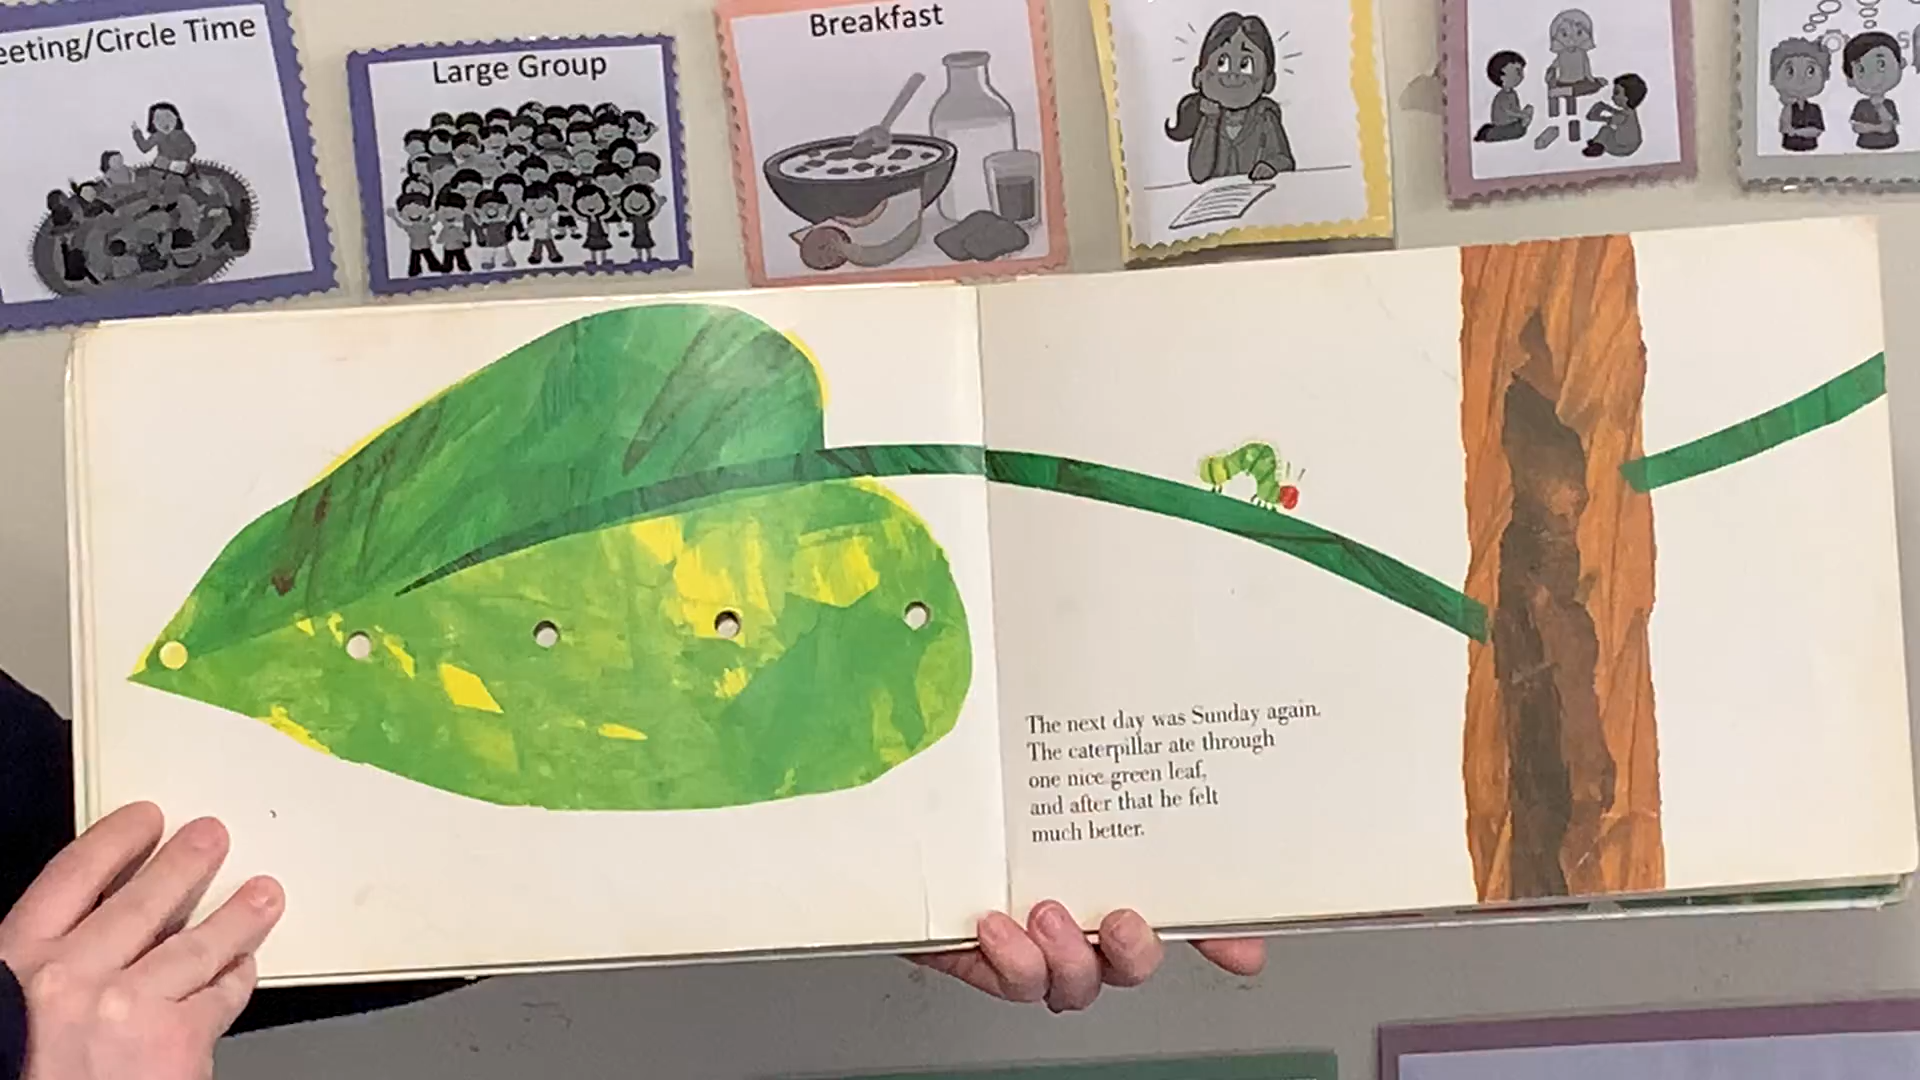 eeting/Circle Time
Large Group
Breakfast
The next day was Sunday again.
The caterpillar ate through
one nice green leaf,
and after that he felt
much better.